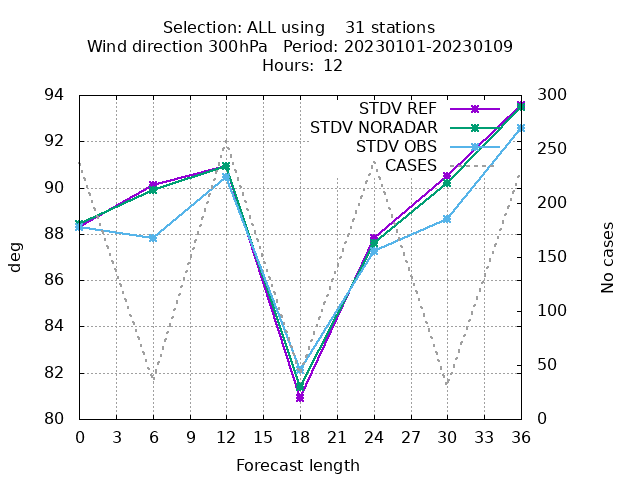 Selection: ALL using    31 stations
Wind direction 300hPa   Period: 20230101-20230109
Hours:  12
94
92
90
88
86
84
82
80
300
250
200
150
100
50
0
STDV REF
STDV NORADAR
STDV OBS
CASES
deg
No cases
0 3 6 9 12 15 18 21 24 27 30 33 36
Forecast length